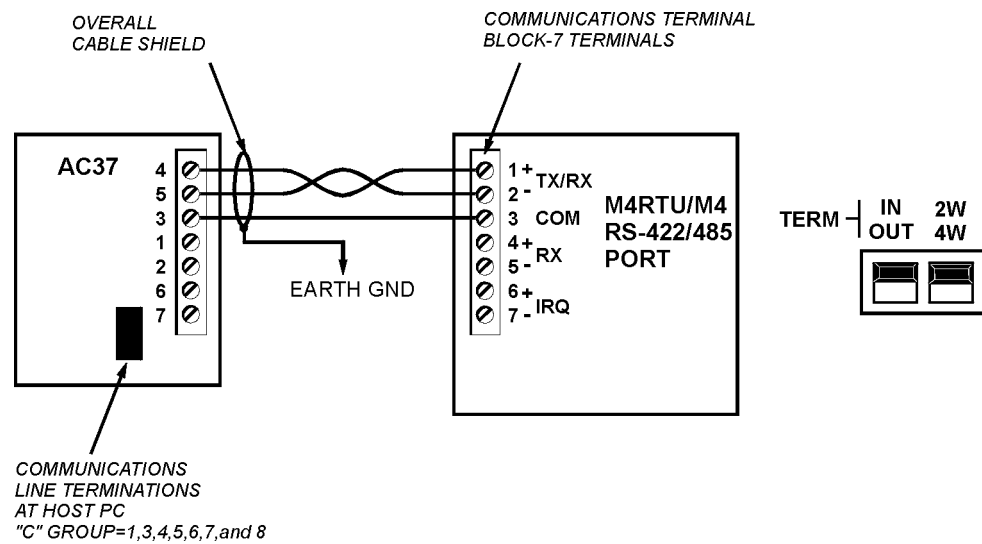 OVERALL
CABLE SHIELD
COMMUNICATIONS TERMINAL
BLOCK-7 TERMINALS
AC37
4
5
3
1
2
6
7
1 +
2 -
TX/RX
3 COM
4 +
5 -
RX
6 +
7 -
IRQ
M4RTU/M4
RS-422/485
PORT
EARTH GND
TERM
IN 2W
OUT 4W
COMMUNICATIONS
LINE TERMINATIONS
AT HOST PC
"C" GROUP=1,3,4,5,6,7,and 8